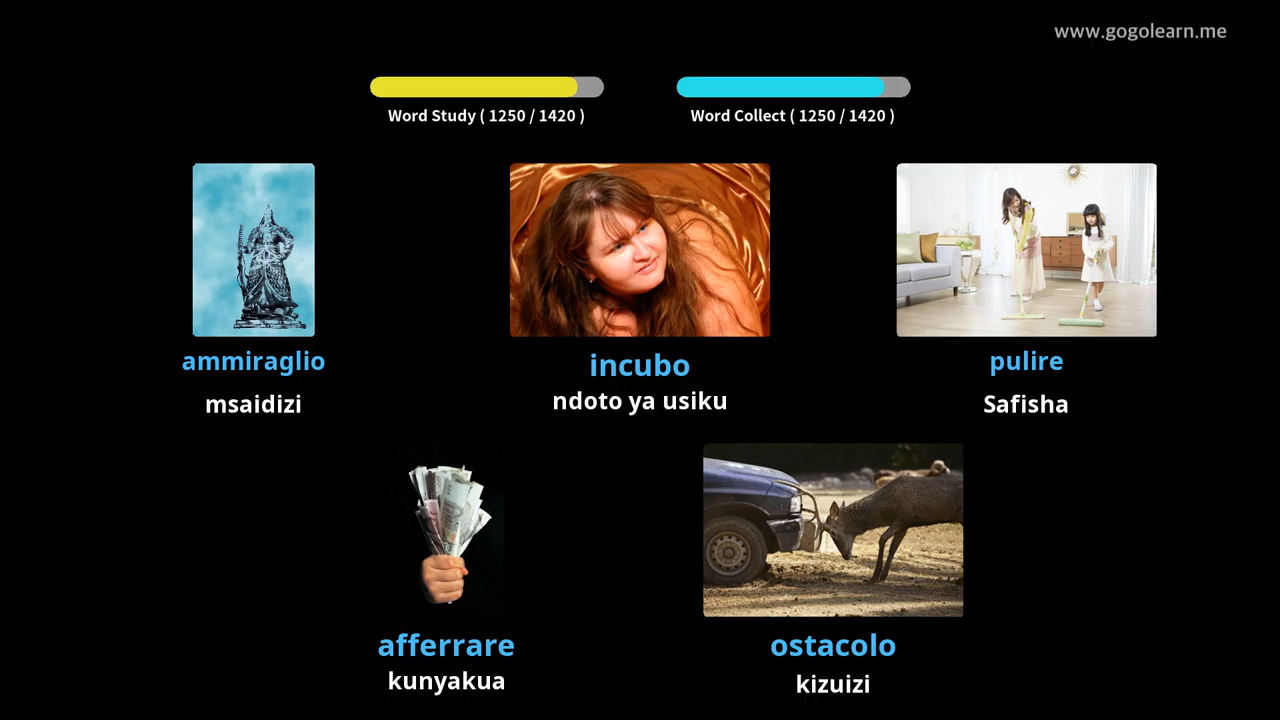 www.gogolearn.me
Word Study ( 1250 / 1420 )
Word Collect ( 1250 / 1420 )
ammiraglio
msaidizi
incubo
ndoto ya usiku
pulire
Safisha
afferrare
kunyakua
ostacolo
kizuizi